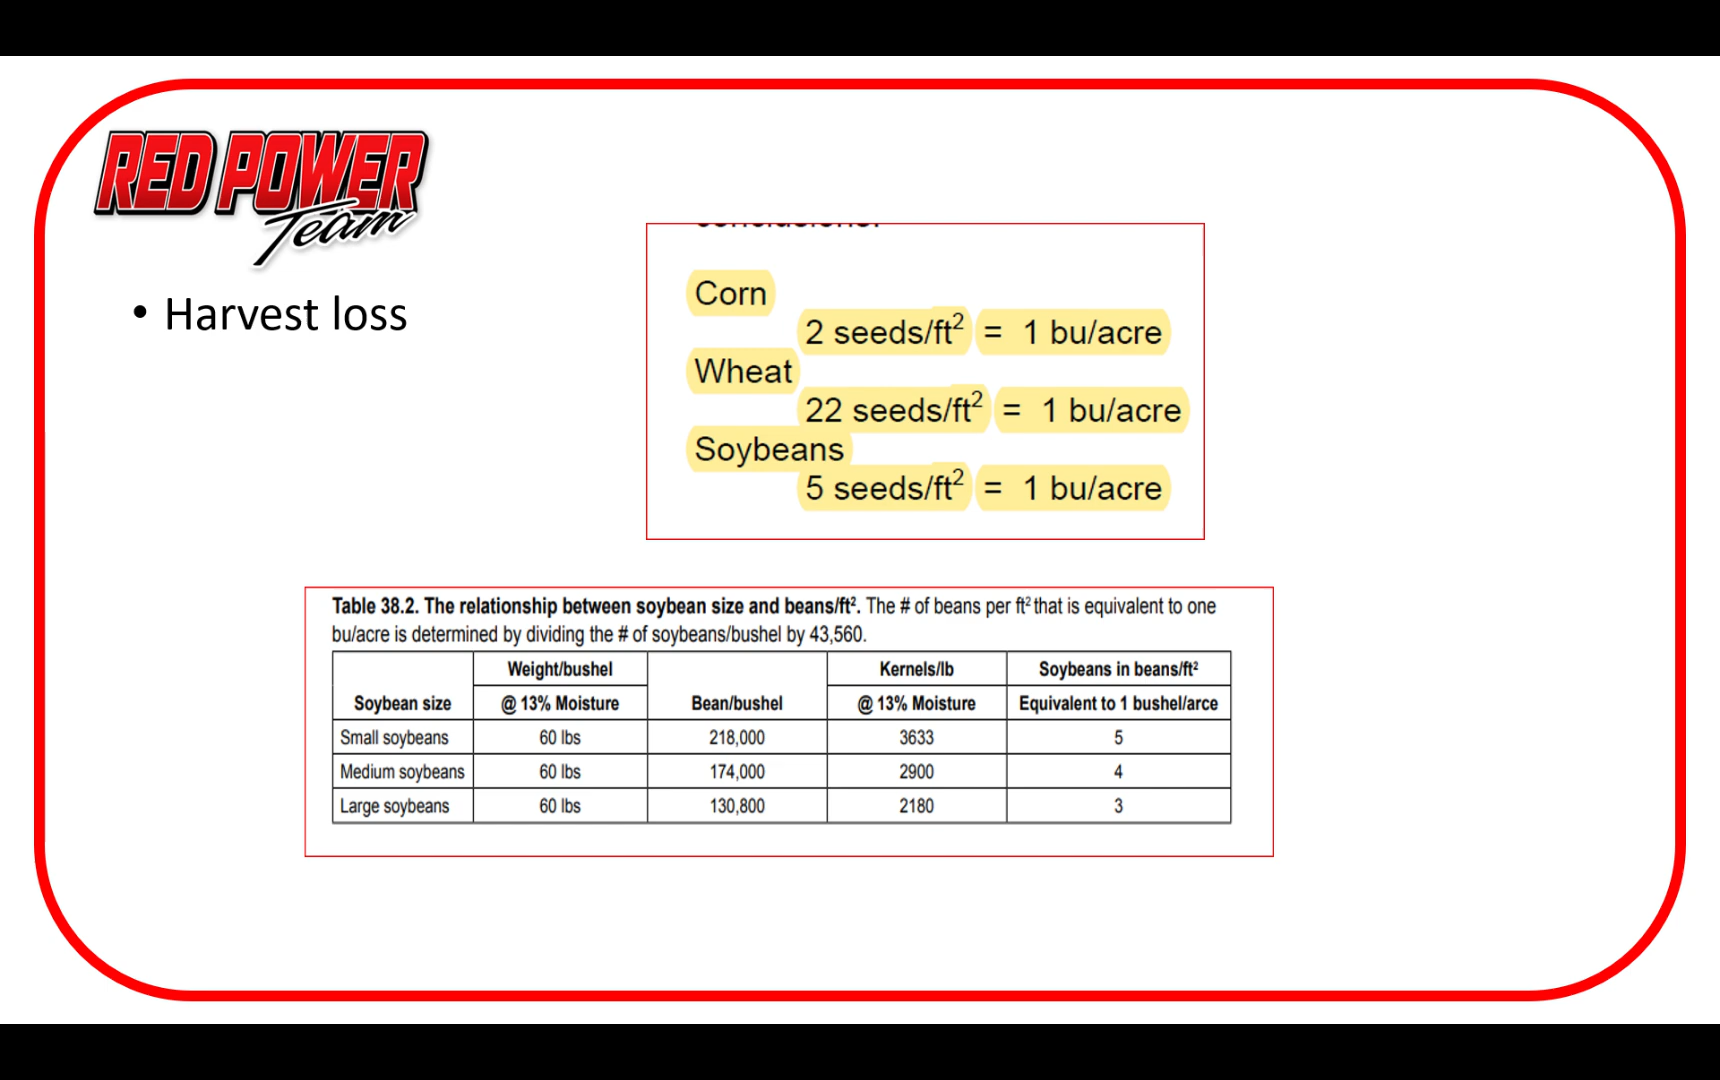 RED POWER
Team
• Harvest loss
conclusions.
Corn
2 seeds/ft² = 1 bu/acre
Wheat
22 seeds/ft² = 1 bu/acre
Soybeans
5 seeds/ft² = 1 bu/acre
Table 38.2. The relationship between soybean size and beans/ft². The # of beans per ft² that is equivalent to one
bu/acre is determined by dividing the # of soybeans/bushel by 43,560.
Weight/bushel Kernels/lb Soybeans in beans/ft²
Soybean size @ 13% Moisture Bean/bushel @ 13% Moisture Equivalent to 1 bushel/arce
Small soybeans 60 lbs 218,000 3633 5
Medium soybeans 60 lbs 174,000 2900 4
Large soybeans 60 lbs 130,800 2180 3